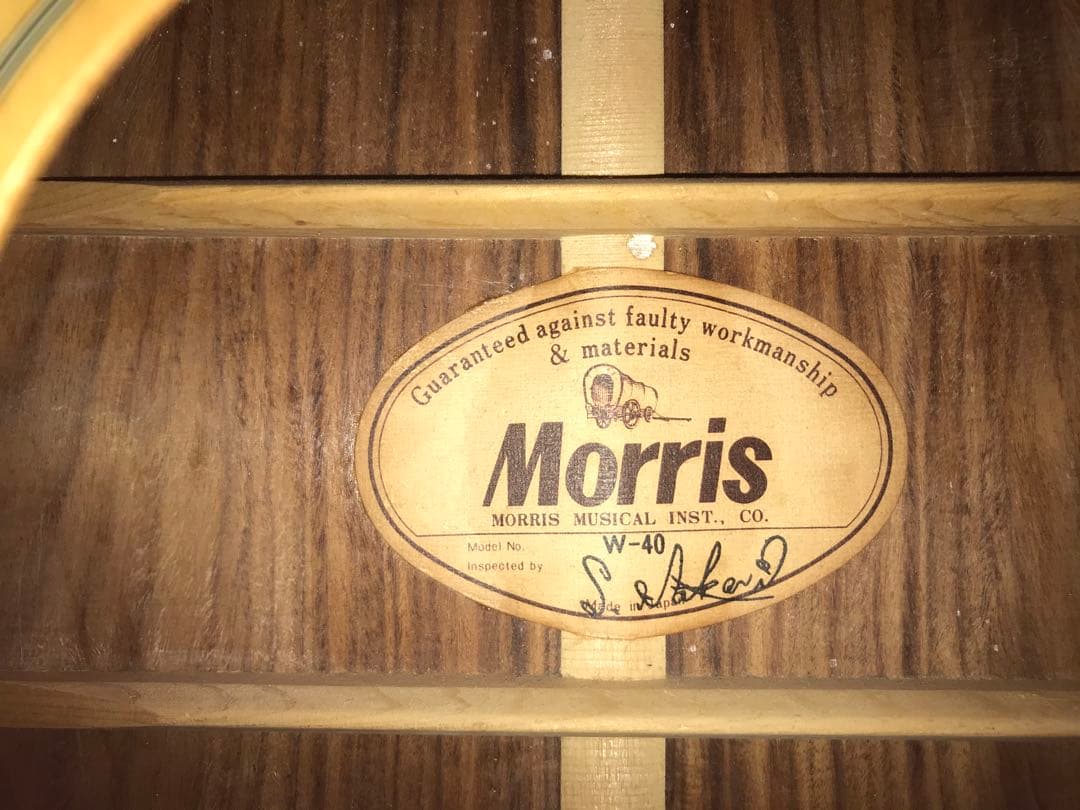 Guaranteed against faulty workmanship
& materials
Morris
MORRIS MUSICAL INST., CO.
Model No. W-40
Inspected by
Made in Japan